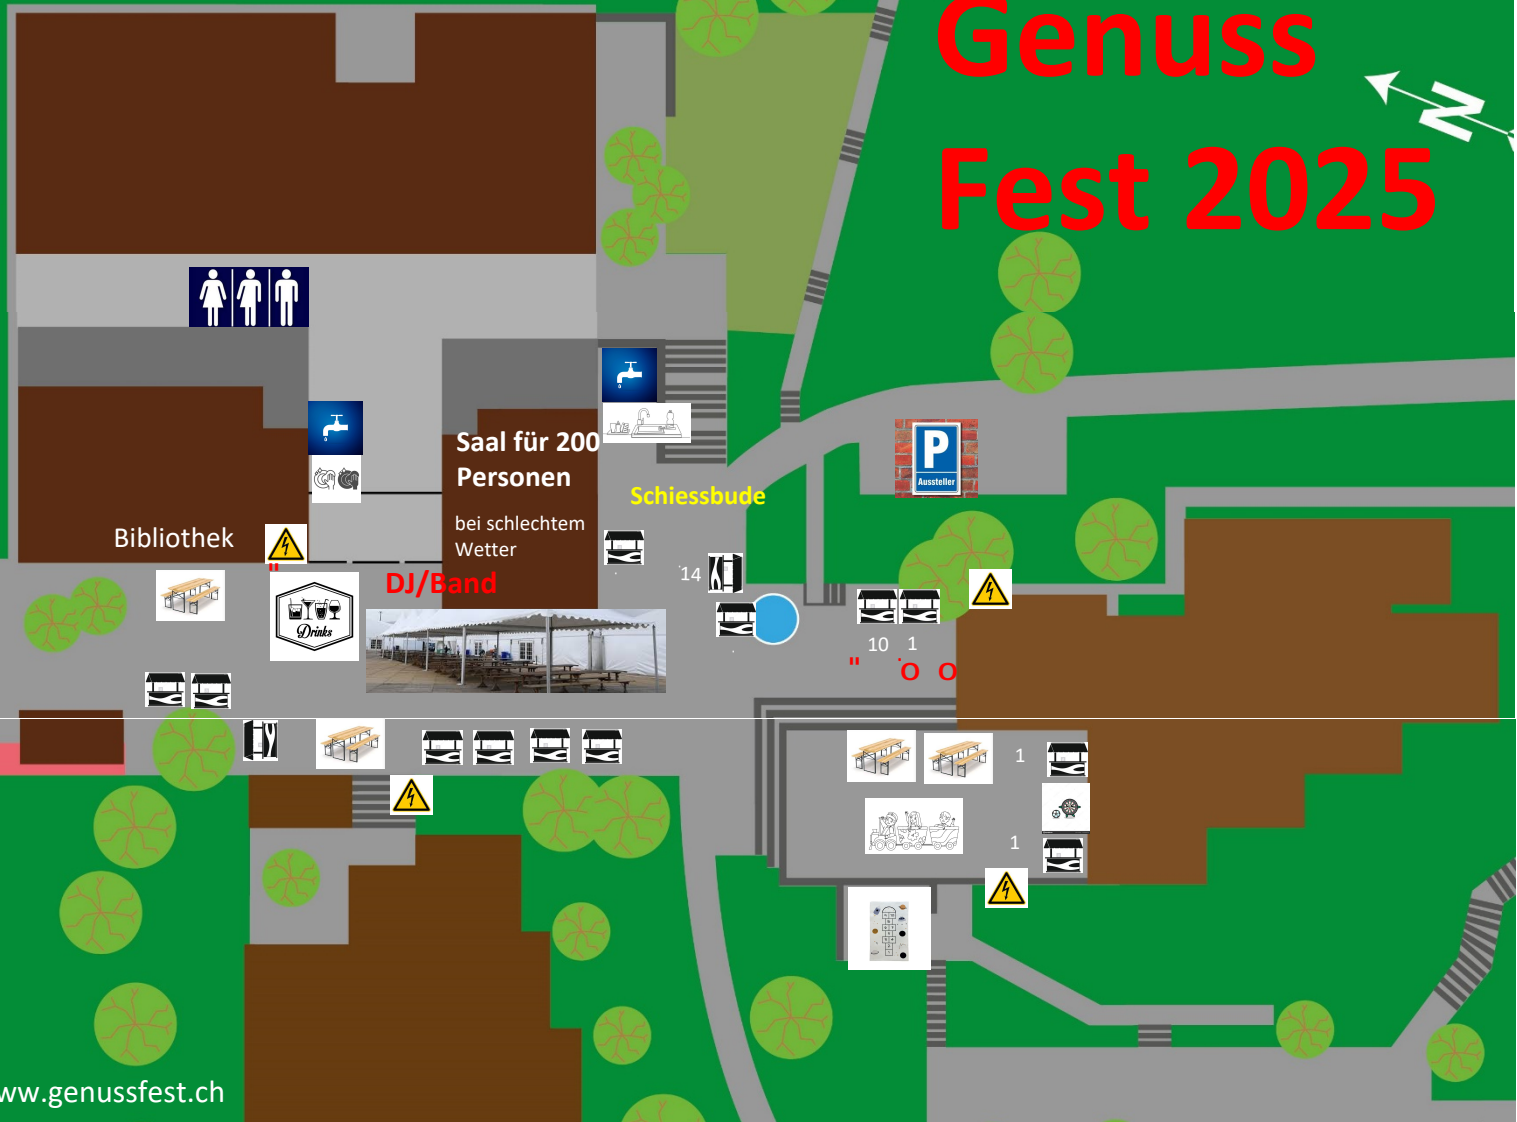 Genuss
Fest 2025
N
Saal für 200
Personen
bei schlechtem
Wetter
Schiessbude
P
Aussteller
Bibliothek
"
DJ/Band
Drinks
14
10 1
" O O
1
1
ww.genussfest.ch